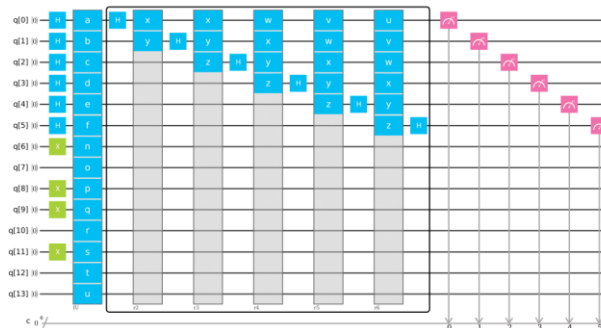 q[0] H a H x x w v u
q[1] H b y H y x w v
q[2] H c z H y x w
q[3] H d z H y x
q[4] H e z H y
q[5] H f z H
q[6] X n
q[7] o
q[8] X p
q[9] X q
q[10] r
q[11] X s
q[12] t
q[13] u
c 0 1 2 3 4